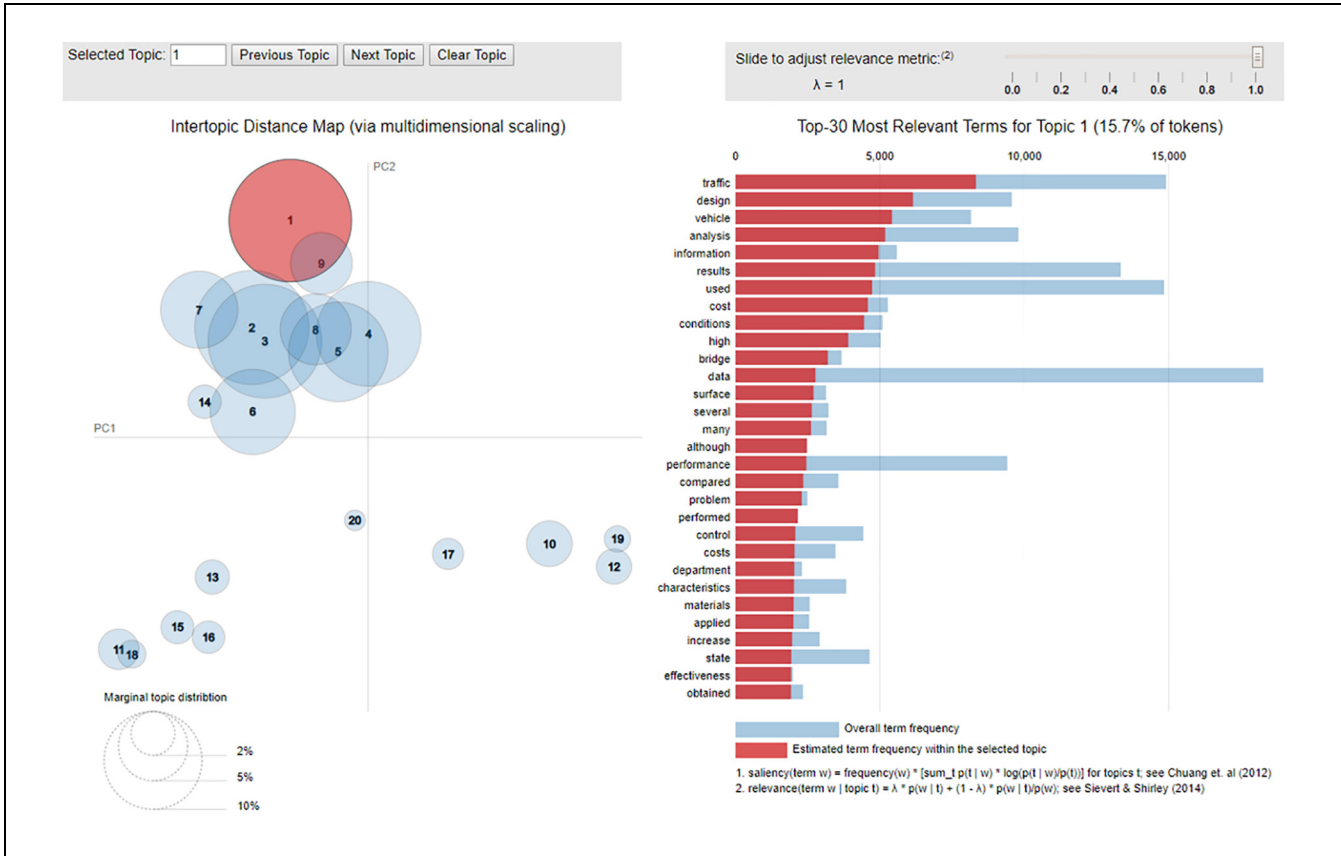 Selected Topic: 1 Previous Topic Next Topic Clear Topic
Slide to adjust relevance metric:(2)
λ = 1
0.0 0.2 0.4 0.6 0.8 1.0
Intertopic Distance Map (via multidimensional scaling)
PC2
1
9
7
2
3
8
4
5
14
6
PC1
20
17
10
19
12
13
15
16
11
18
Marginal topic distribtion
2%
5%
10%
Top-30 Most Relevant Terms for Topic 1 (15.7% of tokens)
0 5,000 10,000 15,000
traffic
design
vehicle
analysis
information
results
used
cost
conditions
high
bridge
data
surface
several
many
although
performance
compared
problem
performed
control
costs
department
characteristics
materials
applied
increase
state
effectiveness
obtained
Overall term frequency
Estimated term frequency within the selected topic
1. saliency(term w) = frequency(w) * [sum_t p(t | w) * log(p(t | w)/p(t))] for topics t; see Chuang et. al (2012)
2. relevance(term w | topic t) = λ * p(w | t) + (1 - λ) * p(w | t)/p(w); see Sievert & Shirley (2014)